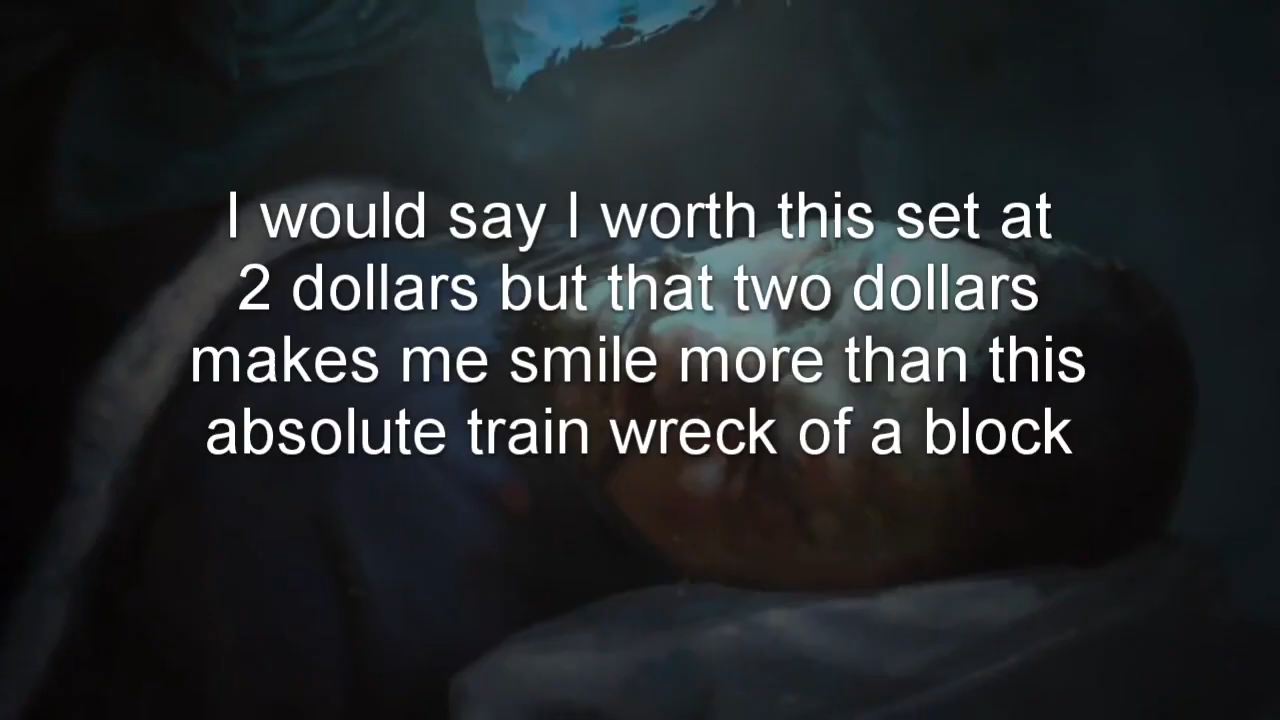 I would say I worth this set at
2 dollars but that two dollars
makes me smile more than this
absolute train wreck of a block